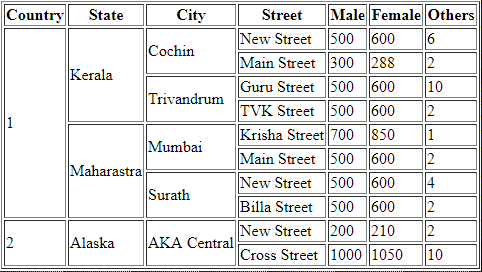 Country State City Street Male Female Others
1 Kerala Cochin New Street 500 600 6
Main Street 300 288 2
Trivandrum Guru Street 500 600 10
TVK Street 500 600 2
Maharastra Mumbai Krisha Street 700 850 1
Main Street 500 600 2
Surath New Street 500 600 4
Billa Street 500 600 2
2 Alaska AKA Central New Street 200 210 2
Cross Street 1000 1050 10